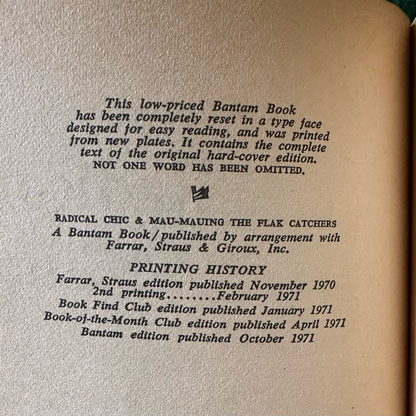 This low-priced Bantam Book
has been completely reset in a type face
designed for easy reading, and was printed
from new plates. It contains the complete
text of the original hard-cover edition.
NOT ONE WORD HAS BEEN OMITTED.
RADICAL CHIC & MAU-MAUING THE FLAK CATCHERS
A Bantam Book / published by arrangement with
Farrar, Straus & Giroux, Inc.
PRINTING HISTORY
Farrar, Straus edition published November 1970
2nd printing........February 1971
Book Find Club edition published January 1971
Book-of-the-Month Club edition published April 1971
Bantam edition published October 1971